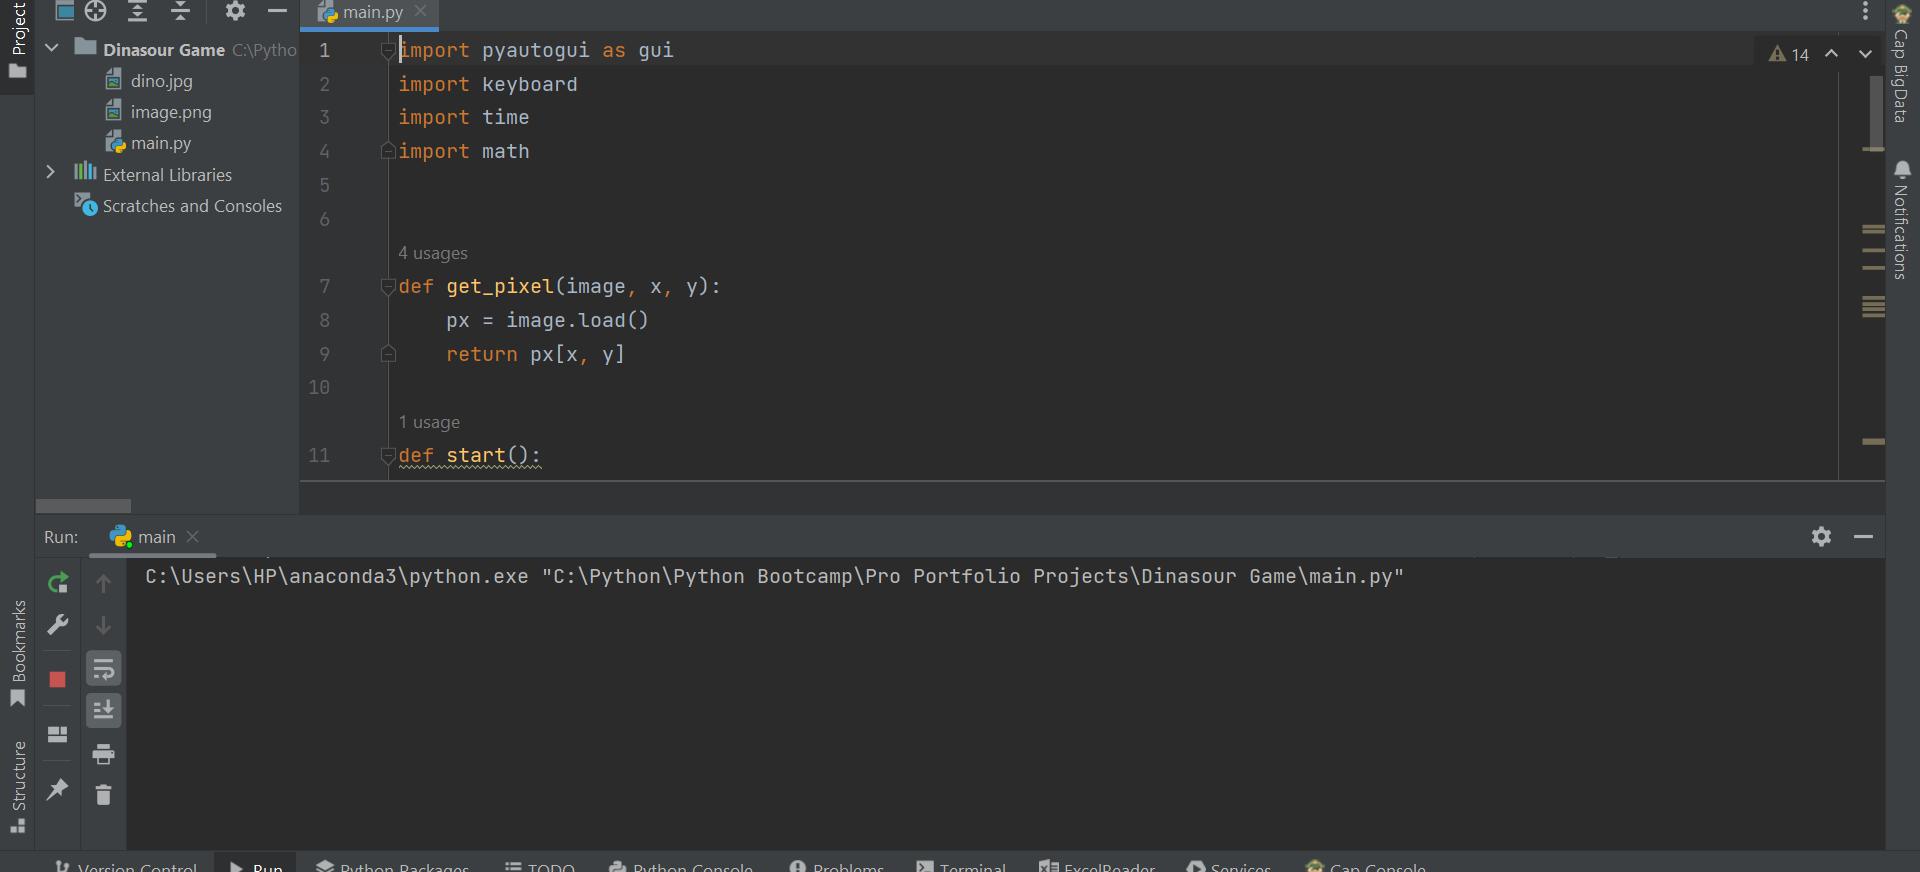 Project
Dinasour Game C:\Pytho
dino.jpg
image.png
main.py
External Libraries
Scratches and Consoles
main.py
1 import pyautogui as gui
2 import keyboard
3 import time
4 import math
5
6
4 usages
7 def get_pixel(image, x, y):
8 px = image.load()
9 return px[x, y]
10
1 usage
11 def start():
14
Cap BigData
Notifications
Run: main
C:\Users\HP\anaconda3\python.exe "C:\Python\Python Bootcamp\Pro Portfolio Projects\Dinasour Game\main.py"
Bookmarks
Structure
Version Control Run Python Packages TODO Python Console Problems Terminal ExcelReader Services Cap Console